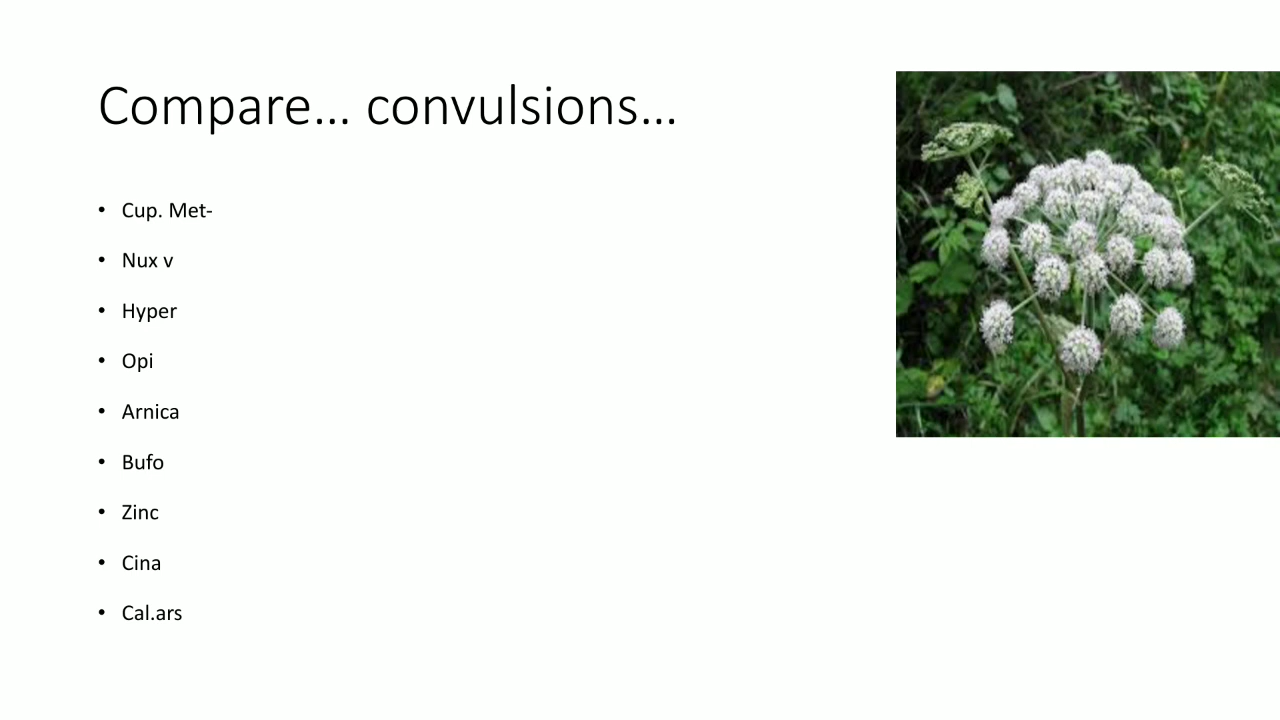 Compare... convulsions...
• Cup. Met-
• Nux v
• Hyper
• Opi
• Arnica
• Bufo
• Zinc
• Cina
• Cal.ars